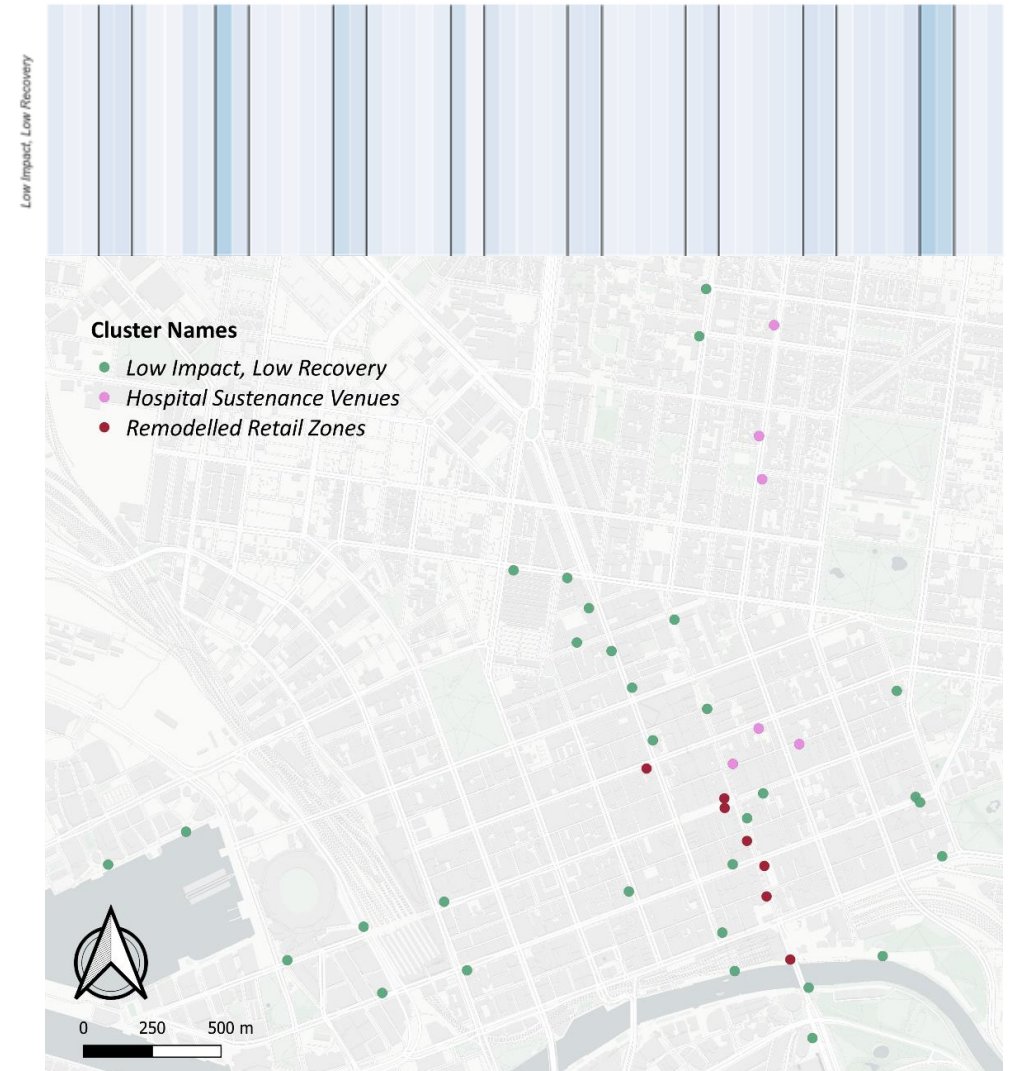 Low Impact, Low Recovery
Cluster Names
Low Impact, Low Recovery
Hospital Sustenance Venues
Remodelled Retail Zones
0 250 500 m